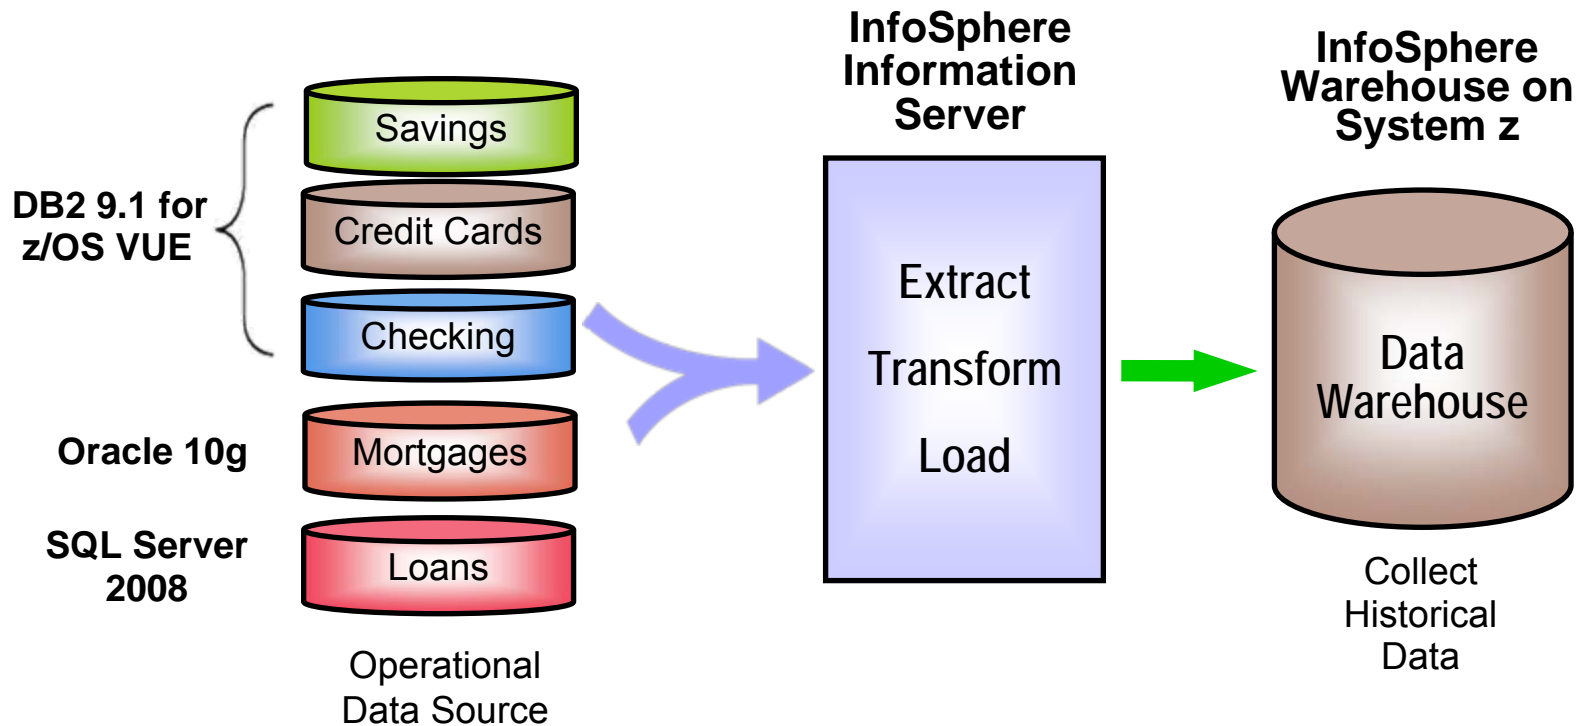 DB2 9.1 for
z/OS VUE
Oracle 10g
SQL Server
2008
Savings
Credit Cards
Checking
Mortgages
Loans
Operational
Data Source
InfoSphere
Information
Server
Extract
Transform
Load
InfoSphere
Warehouse on
System z
Data
Warehouse
Collect
Historical
Data